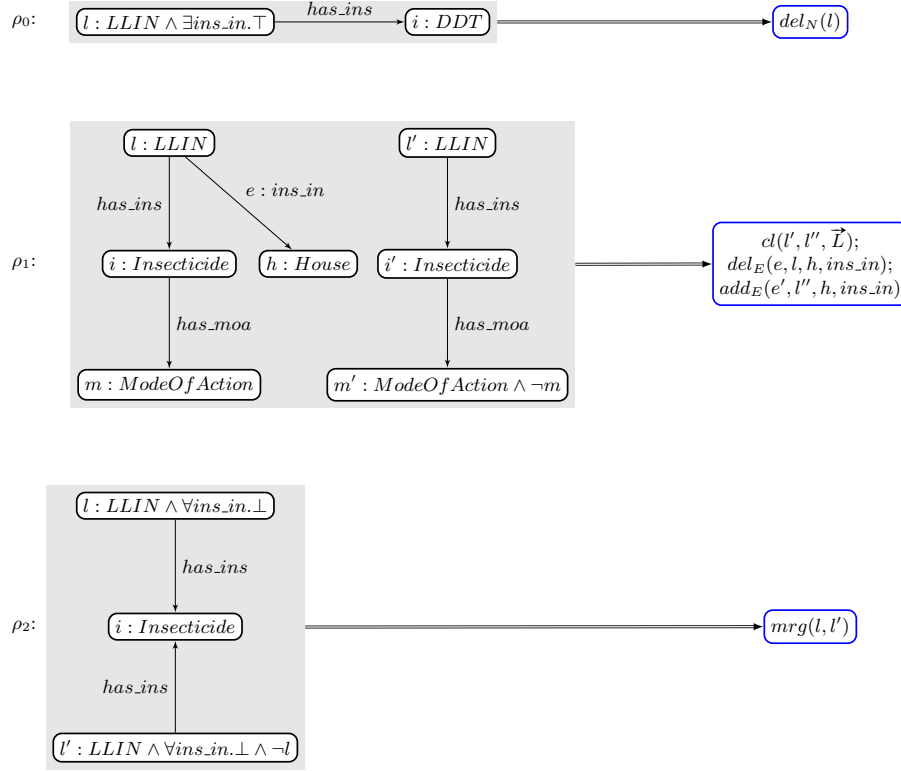 ρ₀:
l : LLIN ∧ ∃ins_in.⊤
has_ins
i : DDT
del_N(l)
ρ₁:
l : LLIN
l′ : LLIN
has_ins
e : ins_in
has_ins
i : Insecticide
h : House
i′ : Insecticide
cl(l′, l′′, L⃗);
del_E(e, l, h, ins_in);
add_E(e′, l′′, h, ins_in)
has_moa
has_moa
m : ModeOfAction
m′ : ModeOfAction ∧ ¬m
ρ₂:
l : LLIN ∧ ∀ins_in.⊥
has_ins
i : Insecticide
mrg(l, l′)
has_ins
l′ : LLIN ∧ ∀ins_in.⊥ ∧ ¬l